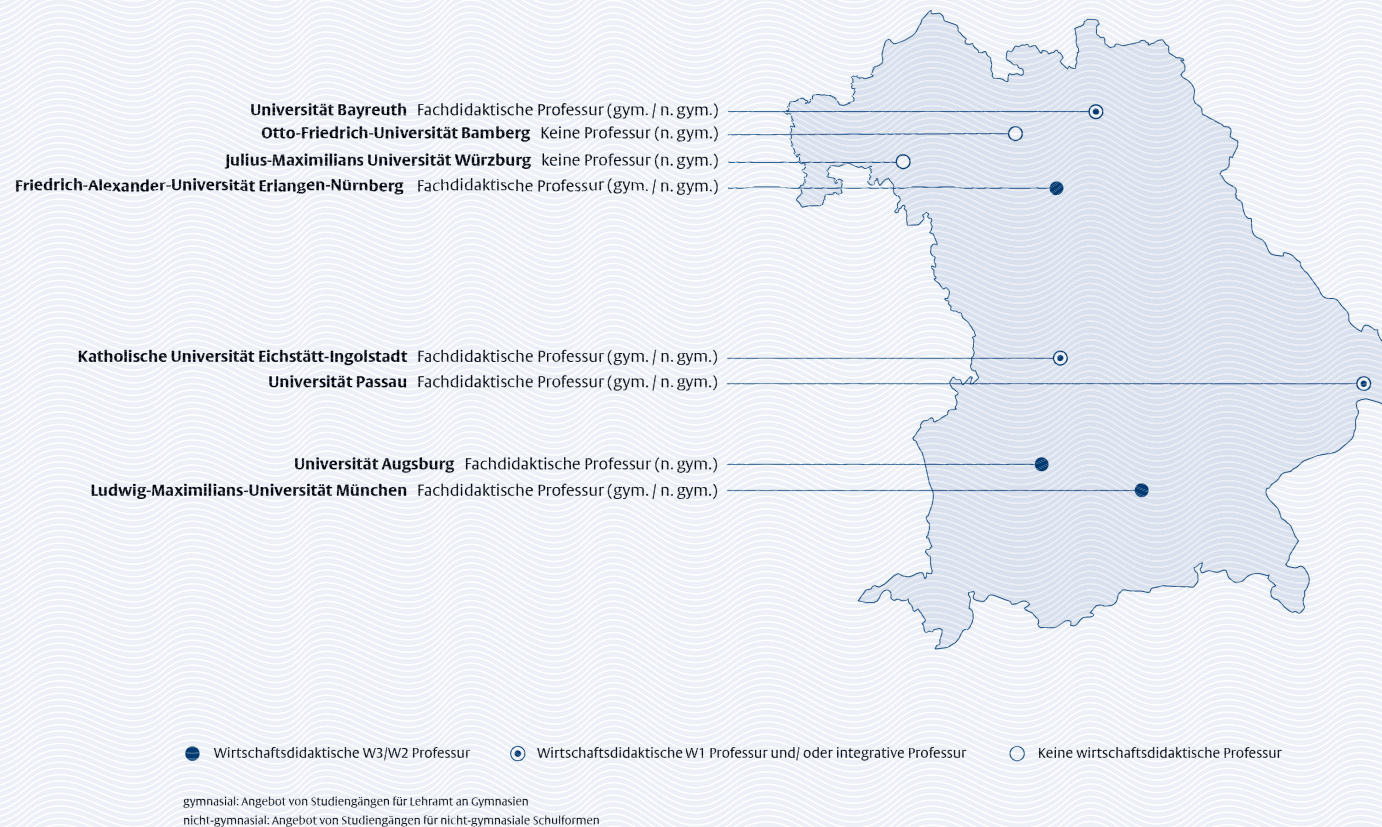 Universität Bayreuth Fachdidaktische Professur (gym. / n. gym.)
Otto-Friedrich-Universität Bamberg Keine Professur (n. gym.)
Julius-Maximilians Universität Würzburg keine Professur (n. gym.)
Friedrich-Alexander-Universität Erlangen-Nürnberg Fachdidaktische Professur (gym. / n. gym.)
Katholische Universität Eichstätt-Ingolstadt Fachdidaktische Professur (gym. / n. gym.)
Universität Passau Fachdidaktische Professur (gym. / n. gym.)
Universität Augsburg Fachdidaktische Professur (n. gym.)
Ludwig-Maximilians-Universität München Fachdidaktische Professur (gym. / n. gym.)
Wirtschaftsdidaktische W3/W2 Professur Wirtschaftsdidaktische W1 Professur und/ oder integrative Professur Keine wirtschaftsdidaktische Professur
gymnasial: Angebot von Studiengängen für Lehramt an Gymnasien
nicht-gymnasial: Angebot von Studiengängen für nicht-gymnasiale Schulformen